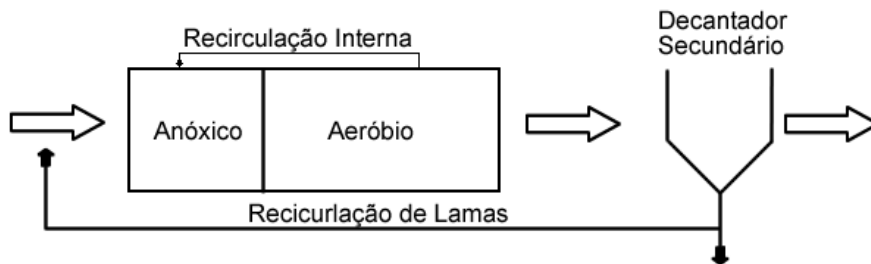 Decantador
Secundário
Recirculação Interna
Anóxico
Aeróbio
Recicurlação de Lamas